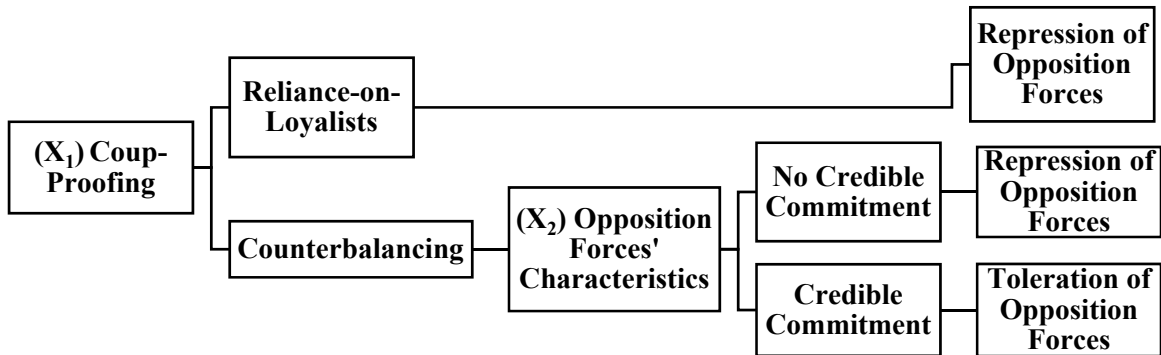 (X₁) Coup-
Proofing
Reliance-on-
Loyalists
Repression of
Opposition
Forces
Counterbalancing
(X₂) Opposition
Forces'
Characteristics
No Credible
Commitment
Repression of
Opposition
Forces
Credible
Commitment
Toleration of
Opposition
Forces